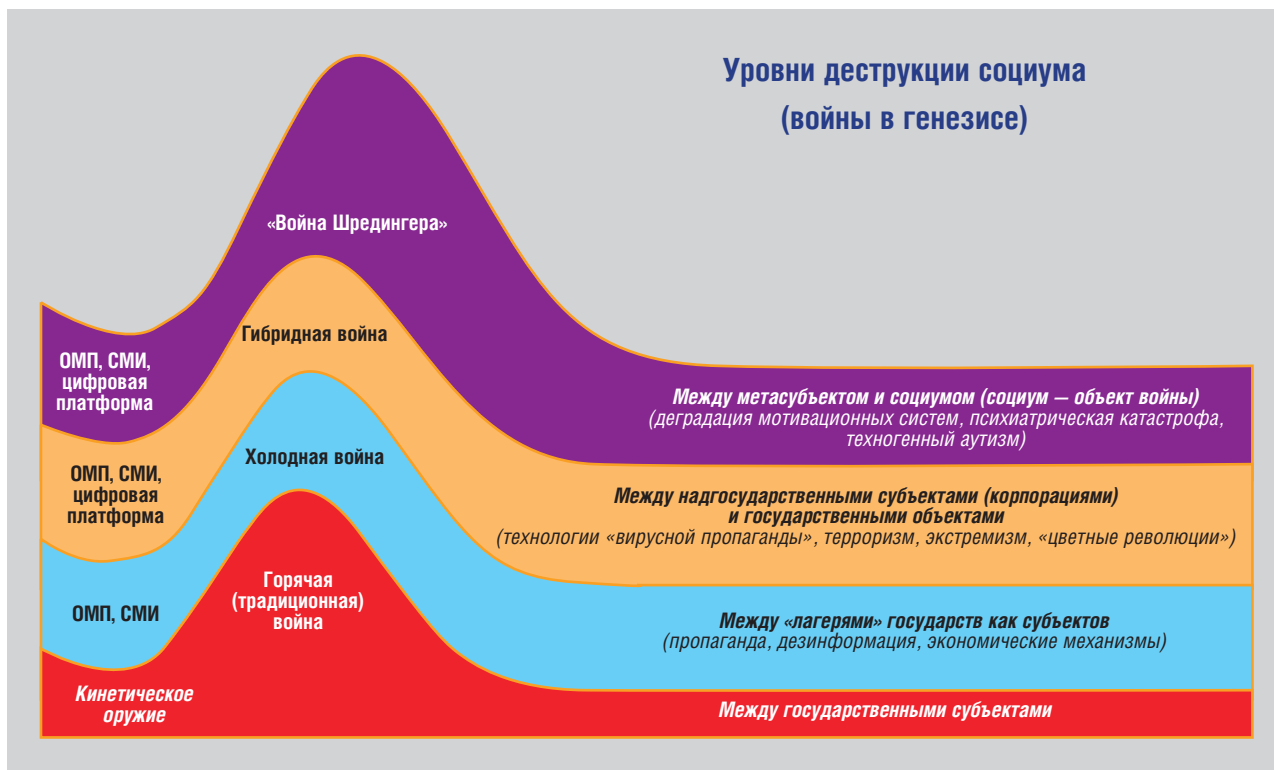 Уровни деструкции социума
(войны в генезисе)
«Война Шредингера»
ОМП, СМИ,
цифровая
платформа
Между метасубъектом и социумом (социум — объект войны)
(деградация мотивационных систем, психиатрическая катастрофа,
техногенный аутизм)
Гибридная война
ОМП, СМИ,
цифровая
платформа
Между надгосударственными субъектами (корпорациями)
и государственными объектами
(технологии «вирусной пропаганды», терроризм, экстремизм, «цветные революции»)
Холодная война
ОМП, СМИ
Между «лагерями» государств как субъектов
(пропаганда, дезинформация, экономические механизмы)
Горячая
(традиционная)
война
Кинетическое
оружие
Между государственными субъектами